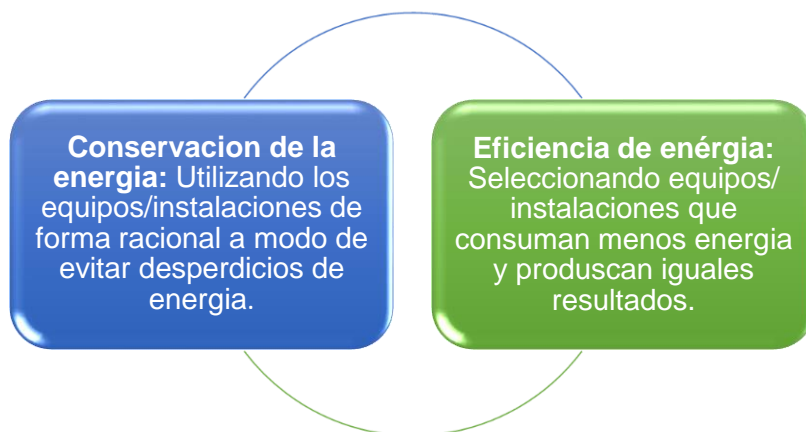 Conservacion de la
energia: Utilizando los
equipos/instalaciones de
forma racional a modo de
evitar desperdicios de
energia.
Eficiencia de enérgia:
Seleccionando equipos/
instalaciones que
consuman menos energia
y produscan iguales
resultados.